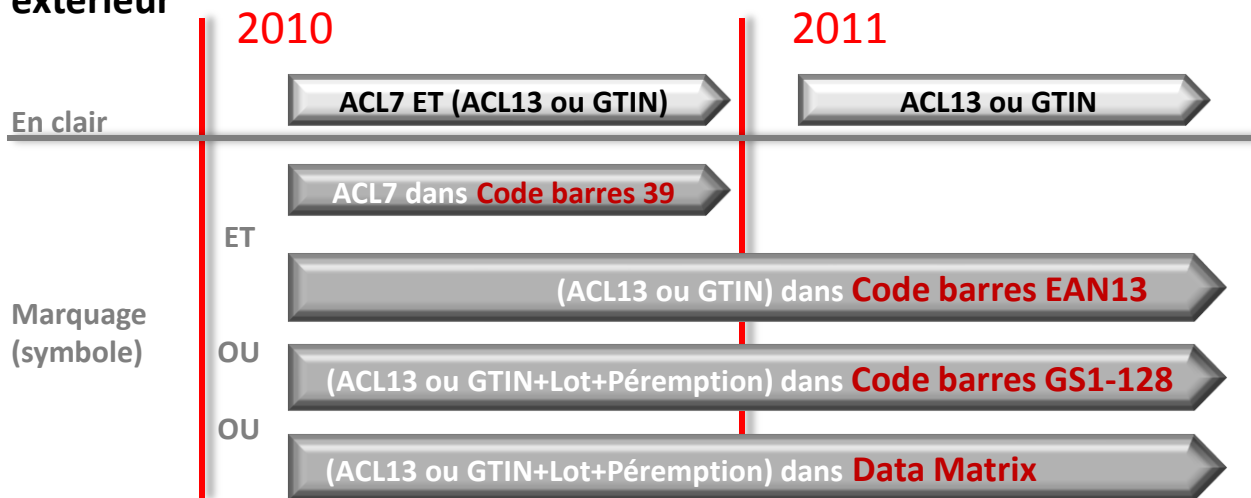 extérieur
2010
2011
En clair
ACL7 ET (ACL13 ou GTIN)
ACL13 ou GTIN
ACL7 dans Code barres 39
ET
(ACL13 ou GTIN) dans Code barres EAN13
Marquage
(symbole)
OU
(ACL13 ou GTIN+Lot+Péremption) dans Code barres GS1-128
OU
(ACL13 ou GTIN+Lot+Péremption) dans Data Matrix